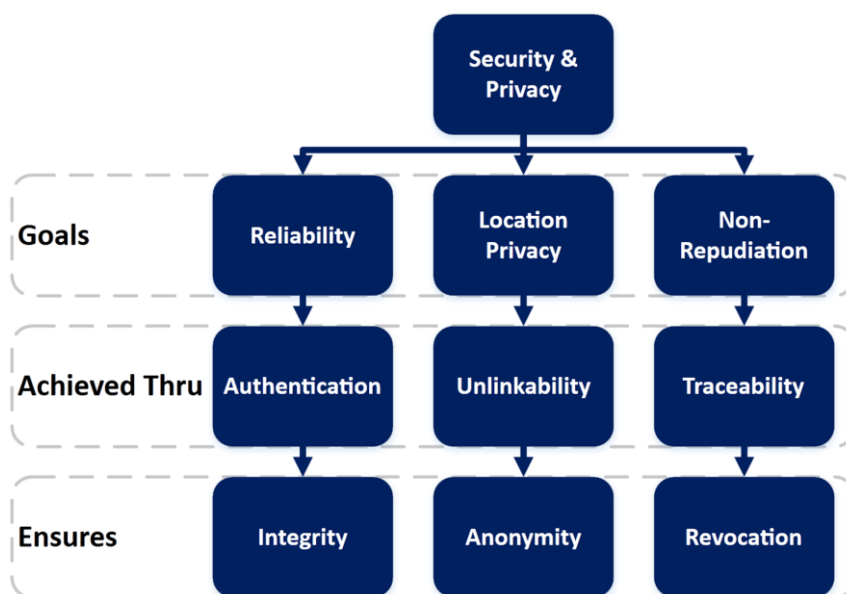 Security &
Privacy
Goals
Reliability
Location
Privacy
Non-
Repudiation
Achieved Thru
Authentication
Unlinkability
Traceability
Ensures
Integrity
Anonymity
Revocation